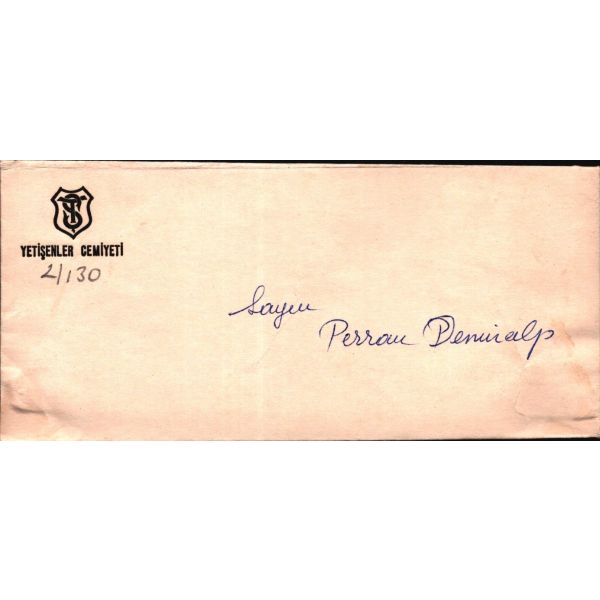 YETİŞENLER CEMİYETİ
2/130
Sayın
Perran Demiralp